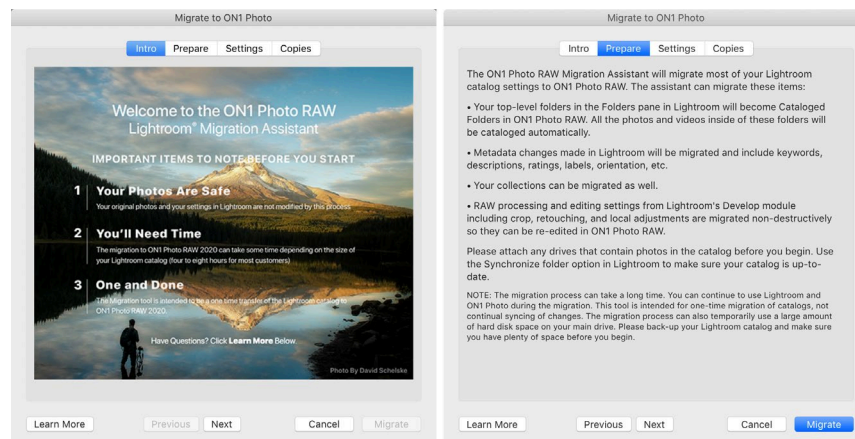 Migrate to ON1 Photo
Intro Prepare Settings Copies
Welcome to the ON1 Photo RAW
Lightroom® Migration Assistant
IMPORTANT ITEMS TO NOTE BEFORE YOU START
1 Your Photos Are Safe
Your original photos and your settings in Lightroom are not modified by this process
2 You'll Need Time
The migration to ON1 Photo RAW 2020 can take some time depending on the size of
your Lightroom catalog (four to eight hours for most customers)
3 One and Done
The Migration tool is intended to be a one time transfer of the Lightroom catalog to
ON1 Photo RAW 2020.
Have Questions? Click Learn More Below.
Photo By David Schelske
Learn More Previous Next Cancel Migrate
Migrate to ON1 Photo
Intro Prepare Settings Copies
The ON1 Photo RAW Migration Assistant will migrate most of your Lightroom
catalog settings to ON1 Photo RAW. The assistant can migrate these items:
• Your top-level folders in the Folders pane in Lightroom will become Cataloged
Folders in ON1 Photo RAW. All the photos and videos inside of these folders will
be cataloged automatically.
• Metadata changes made in Lightroom will be migrated and include keywords,
descriptions, ratings, labels, orientation, etc.
• Your collections can be migrated as well.
• RAW processing and editing settings from Lightroom's Develop module
including crop, retouching, and local adjustments are migrated non-destructively
so they can be re-edited in ON1 Photo RAW.
Please attach any drives that contain photos in the catalog before you begin. Use
the Synchronize folder option in Lightroom to make sure your catalog is up-to-
date.
NOTE: The migration process can take a long time. You can continue to use Lightroom and
ON1 Photo during the migration. This tool is intended for one-time migration of catalogs, not
continual syncing of changes. The migration process can also temporarily use a large amount
of hard disk space on your main drive. Please back-up your Lightroom catalog and make sure
you have plenty of space before you begin.
Learn More Previous Next Cancel Migrate